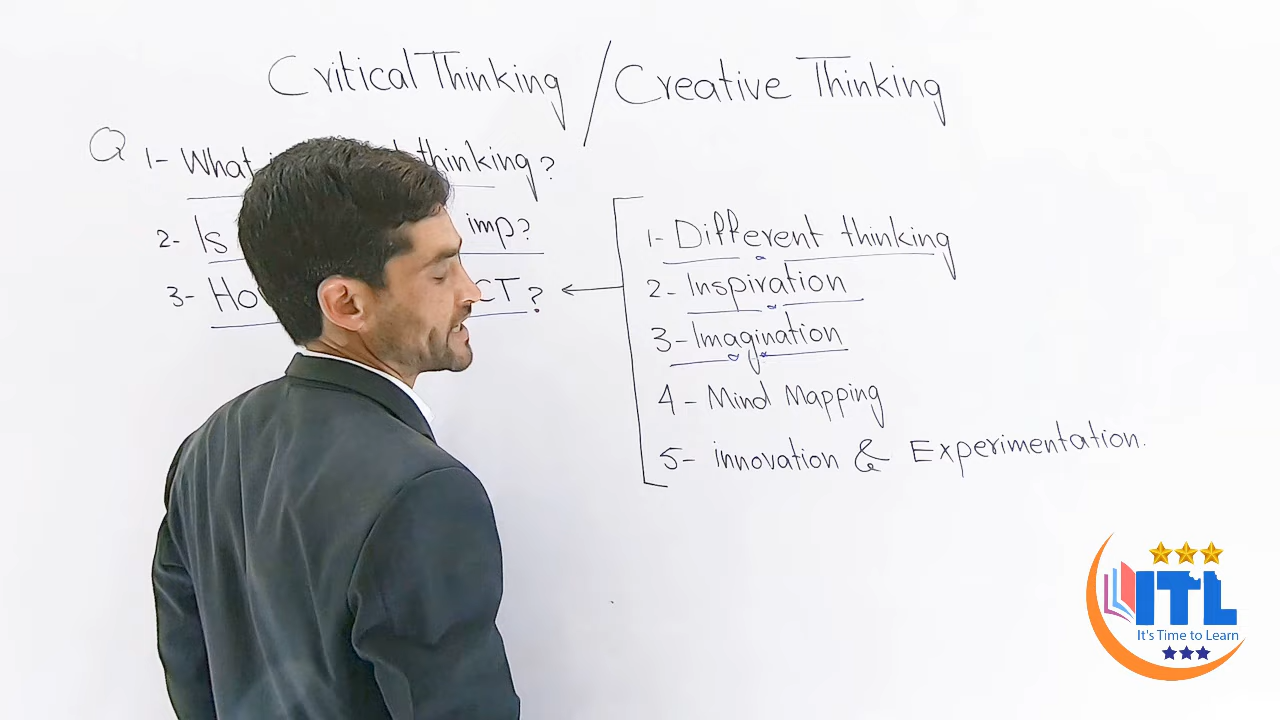 Critical Thinking / Creative Thinking
Q 1- What thinking?
2- Is imp?
3- CT?
1- Different thinking
2- Inspiration
3- Imagination
4- Mind Mapping
5- innovation & Experimentation.
ITL
It's Time to Learn